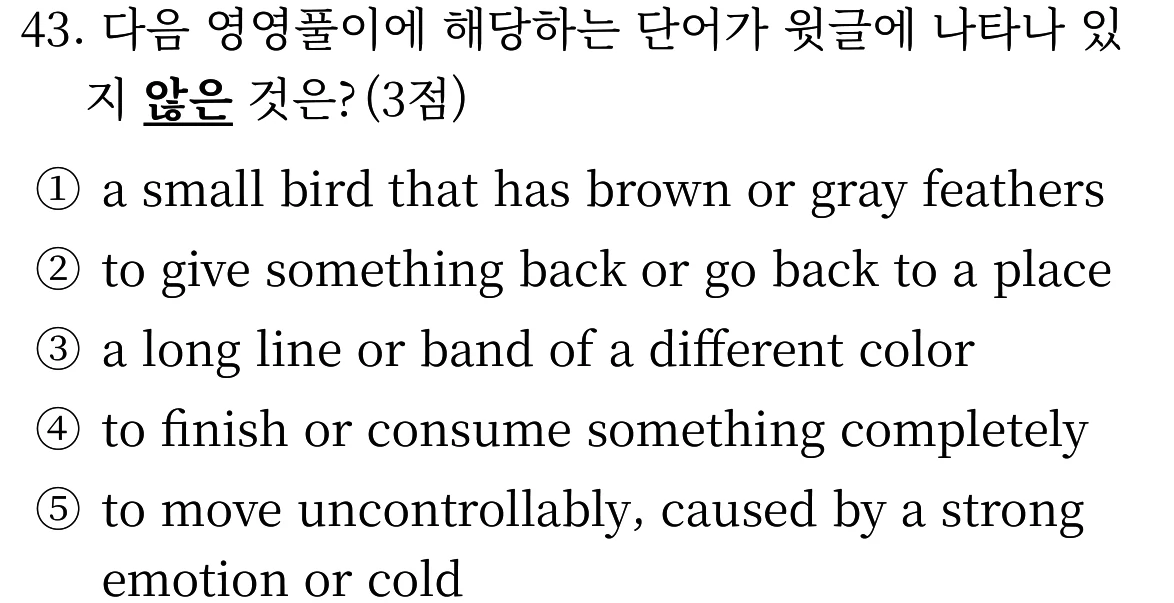 43. 다음 영영풀이에 해당하는 단어가 윗글에 나타나 있
지 않은 것은? (3점)
① a small bird that has brown or gray feathers
② to give something back or go back to a place
③ a long line or band of a different color
④ to finish or consume something completely
⑤ to move uncontrollably, caused by a strong
emotion or cold